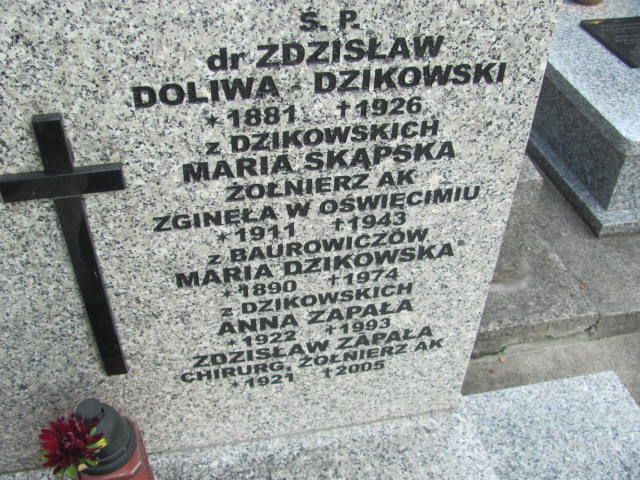 Ś. P.
dr ZDZISŁAW
DOLIWA - DZIKOWSKI
*1881 †1926
z DZIKOWSKICH
MARIA SKĄPSKA
ŻOŁNIERZ AK
ZGINĘŁA W OŚWIĘCIMIU
*1911 †1943
z BAUROWICZÓW
MARIA DZIKOWSKA
*1890 †1974
z DZIKOWSKICH
ANNA ZAPAŁA
*1922 †1993
ZDZISŁAW ZAPAŁA
CHIRURG, ŻOŁNIERZ AK
*1921 †2005